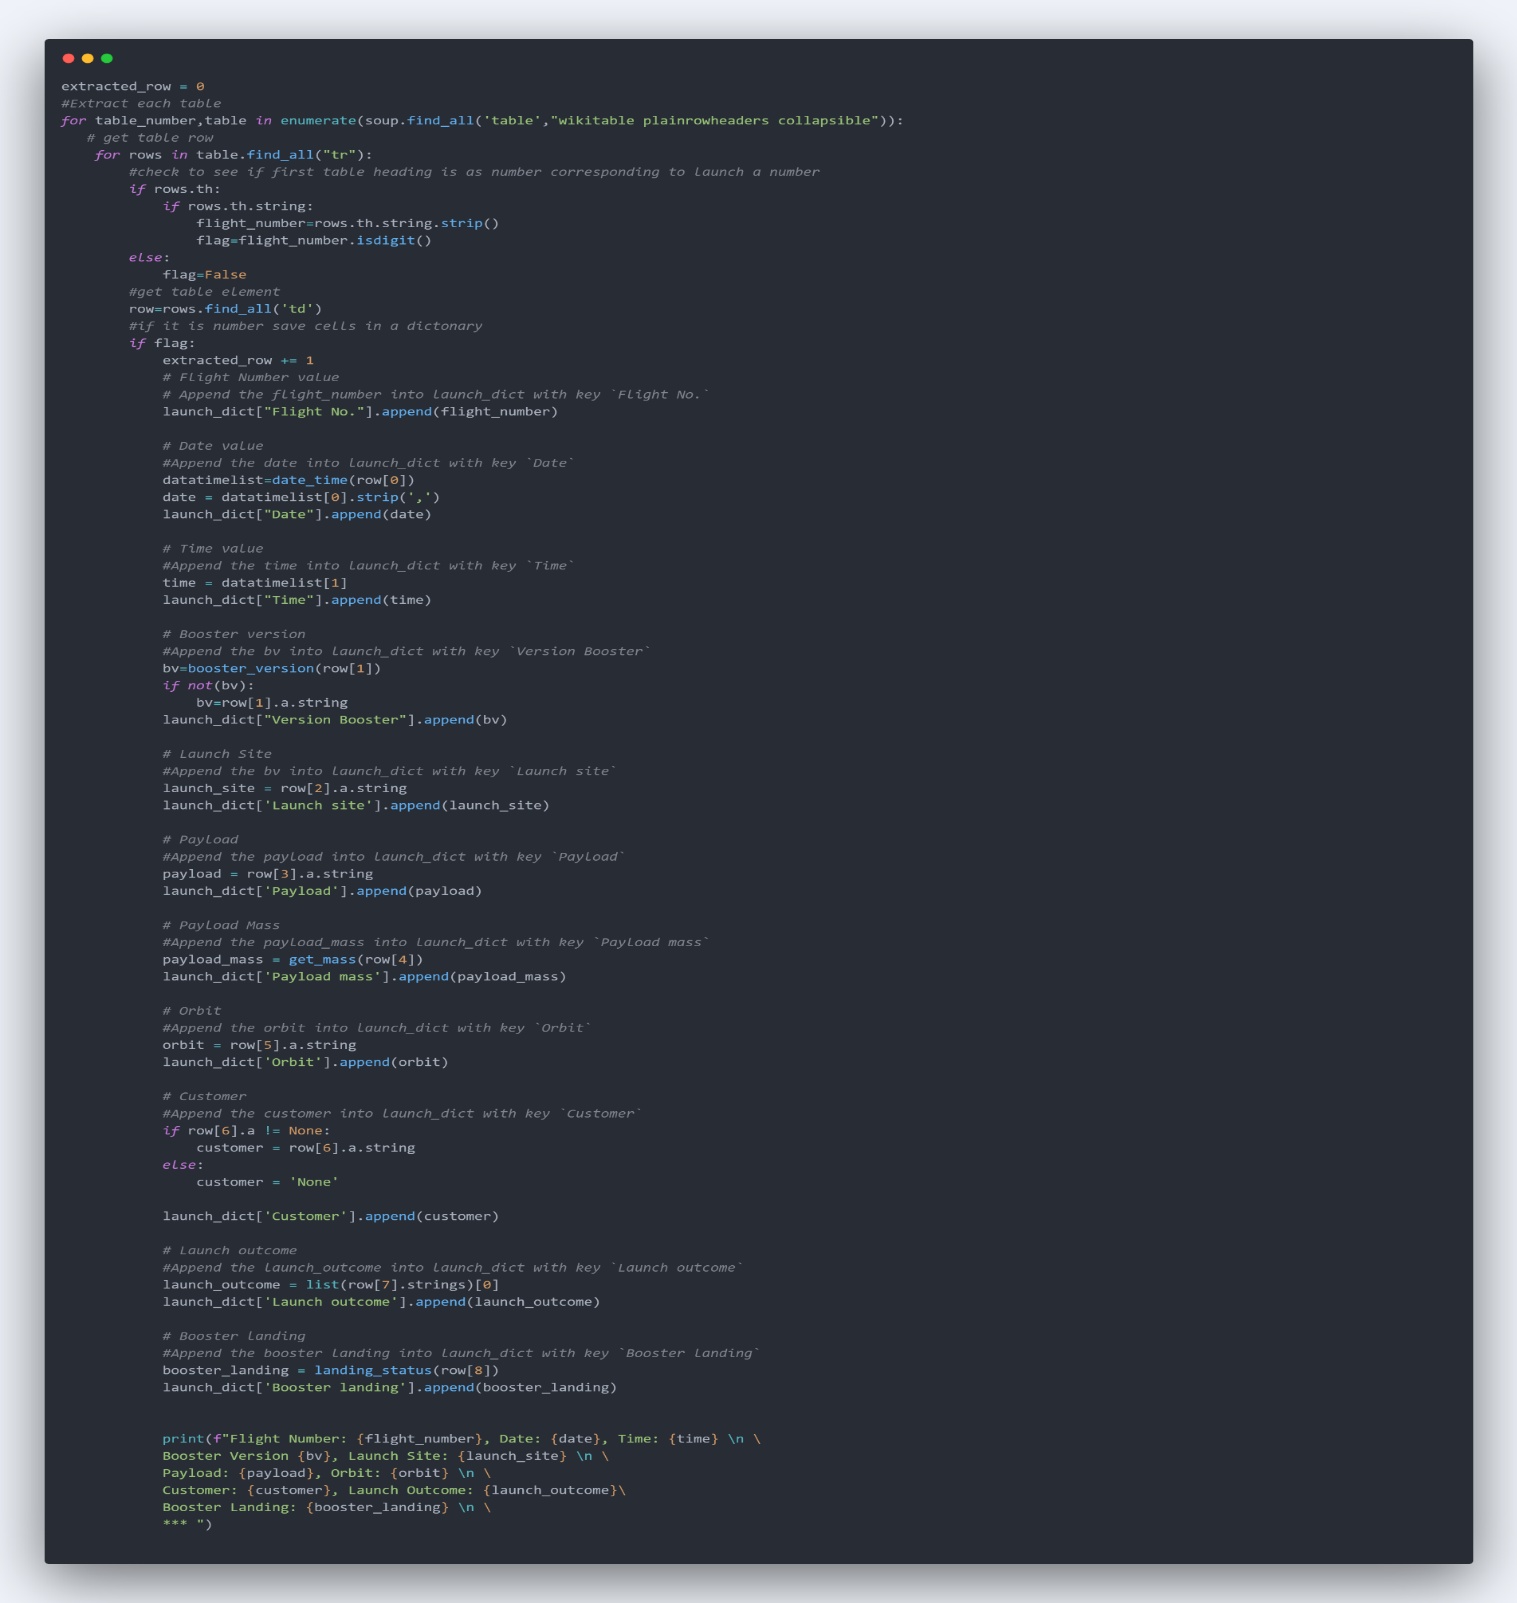 extracted_row = 0
#Extract each table
for table_number,table in enumerate(soup.find_all('table',"wikitable plainrowheaders collapsible")):
   # get table row
    for rows in table.find_all("tr"):
        #check to see if first table heading is as number corresponding to launch a number
        if rows.th:
            if rows.th.string:
                flight_number=rows.th.string.strip()
                flag=flight_number.isdigit()
        else:
            flag=False
        #get table element
        row=rows.find_all('td')
        #if it is number save cells in a dictonary
        if flag:
            extracted_row += 1
            # Flight Number value
            # Append the flight_number into launch_dict with key `Flight No.`
            launch_dict["Flight No."].append(flight_number)

            # Date value
            #Append the date into launch_dict with key `Date`
            datatimelist=date_time(row[0])
            date = datatimelist[0].strip(',')
            launch_dict["Date"].append(date)

            # Time value
            #Append the time into launch_dict with key `Time`
            time = datatimelist[1]
            launch_dict["Time"].append(time)

            # Booster version
            #Append the bv into launch_dict with key `Version Booster`
            bv=booster_version(row[1])
            if not(bv):
                bv=row[1].a.string
            launch_dict["Version Booster"].append(bv)

            # Launch Site
            #Append the bv into launch_dict with key `Launch site`
            launch_site = row[2].a.string
            launch_dict['Launch site'].append(launch_site)

            # Payload
            #Append the payload into launch_dict with key `Payload`
            payload = row[3].a.string
            launch_dict['Payload'].append(payload)

            # Payload Mass
            #Append the payload_mass into launch_dict with key `Payload mass`
            payload_mass = get_mass(row[4])
            launch_dict['Payload mass'].append(payload_mass)

            # Orbit
            #Append the orbit into launch_dict with key `Orbit`
            orbit = row[5].a.string
            launch_dict['Orbit'].append(orbit)

            # Customer
            #Append the customer into launch_dict with key `Customer`
            if row[6].a != None:
                customer = row[6].a.string
            else:
                customer = 'None'

            launch_dict['Customer'].append(customer)

            # Launch outcome
            #Append the launch_outcome into launch_dict with key `Launch outcome`
            launch_outcome = list(row[7].strings)[0]
            launch_dict['Launch outcome'].append(launch_outcome)

            # Booster landing
            #Append the booster landing into launch_dict with key `Booster landing`
            booster_landing = landing_status(row[8])
            launch_dict['Booster landing'].append(booster_landing)


            print(f"Flight Number: {flight_number}, Date: {date}, Time: {time} \n \
            Booster Version {bv}, Launch Site: {launch_site} \n \
            Payload: {payload}, Orbit: {orbit} \n \
            Customer: {customer}, Launch Outcome: {launch_outcome}\
            Booster Landing: {booster_landing} \n \
            *** ")